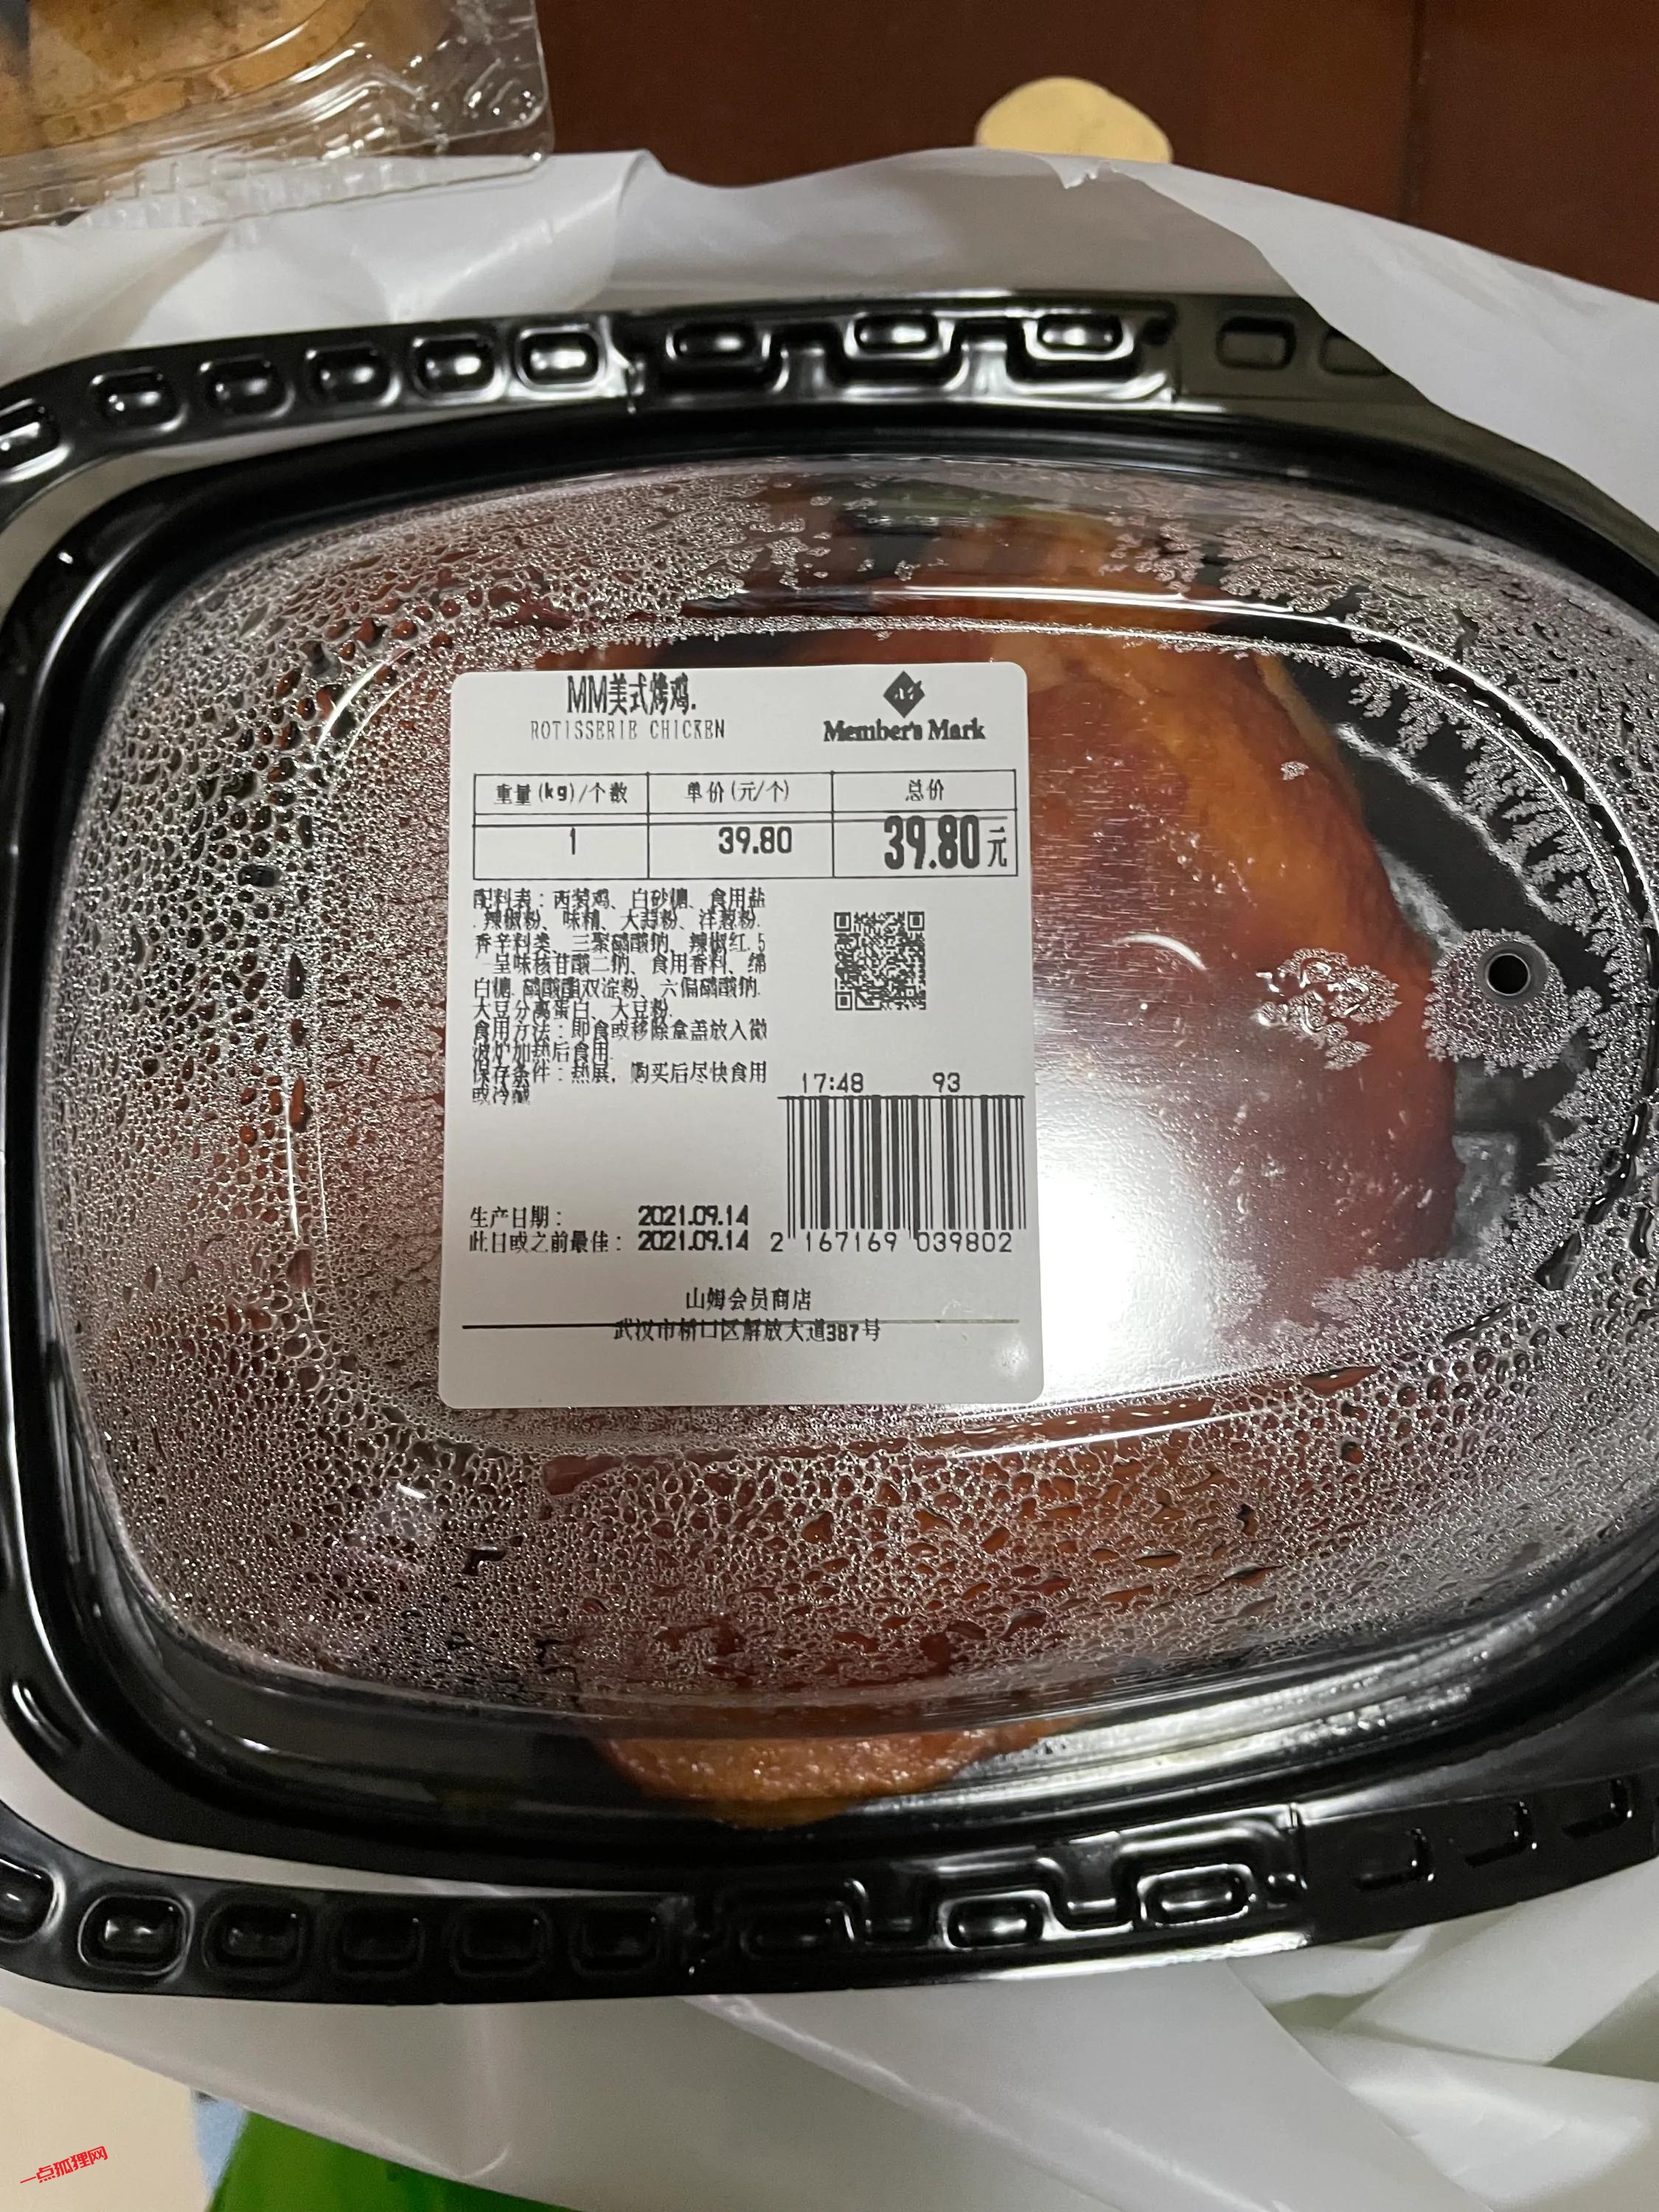 MM美式烤鸡.
ROTISSERIE CHICKEN
Member's Mark
重量(kg)/个数 单价(元/个) 总价
1 39.80 39.80元
配料表：西装鸡、白砂糖、食用盐
.辣椒粉、味精、大蒜粉、洋葱粉.
香辛料类、三聚磷酸钠、辣椒红.5
-呈味核苷酸二钠、食用香料、绵
白糖.磷酸酯双淀粉、六偏磷酸钠.
大豆分离蛋白、大豆粉.
食用方法：即食或移除盒盖放入微
波炉加热后食用.
保存条件：热展，购买后尽快食用
或冷藏
17:48 93
生产日期： 2021.09.14
此日或之前最佳： 2021.09.14
2 167169 039802
山姆会员商店
武汉市桥口区解放大道387号
一点狐狸网